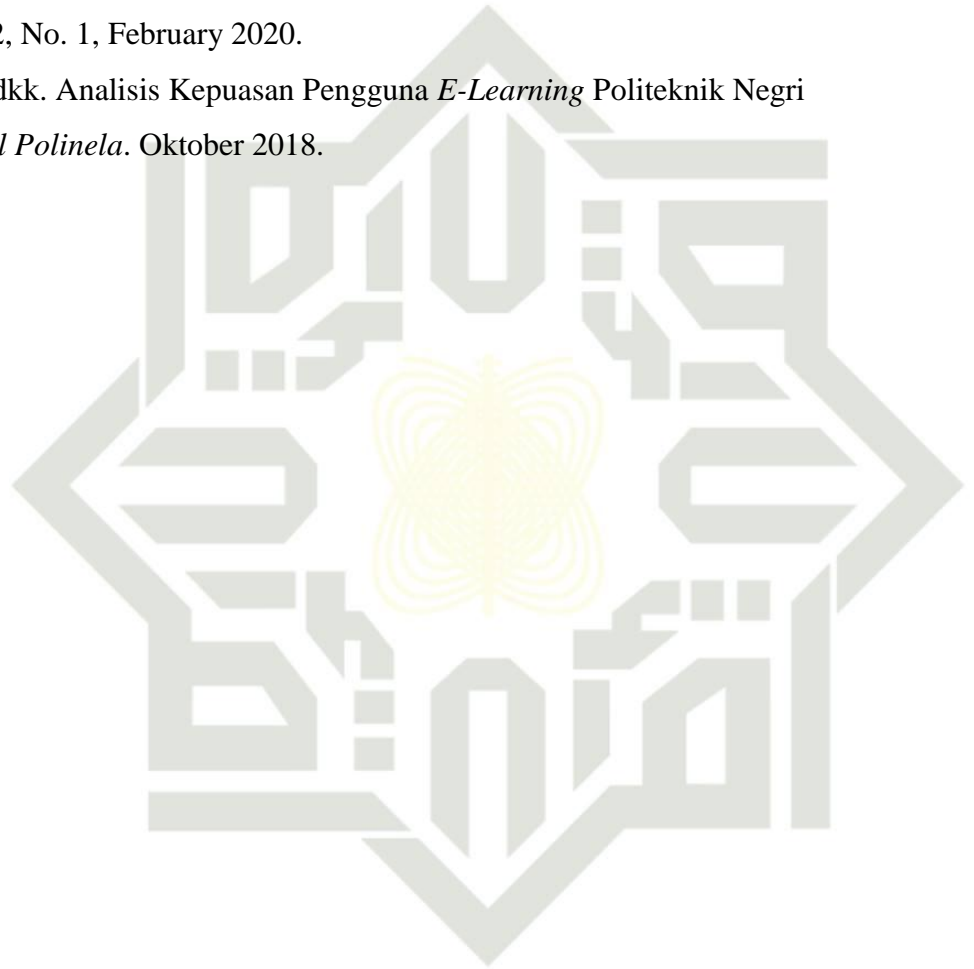 2, No. 1, February 2020.
dkk. Analisis Kepuasan Pengguna E-Learning Politeknik Negri
l Polinela. Oktober 2018.